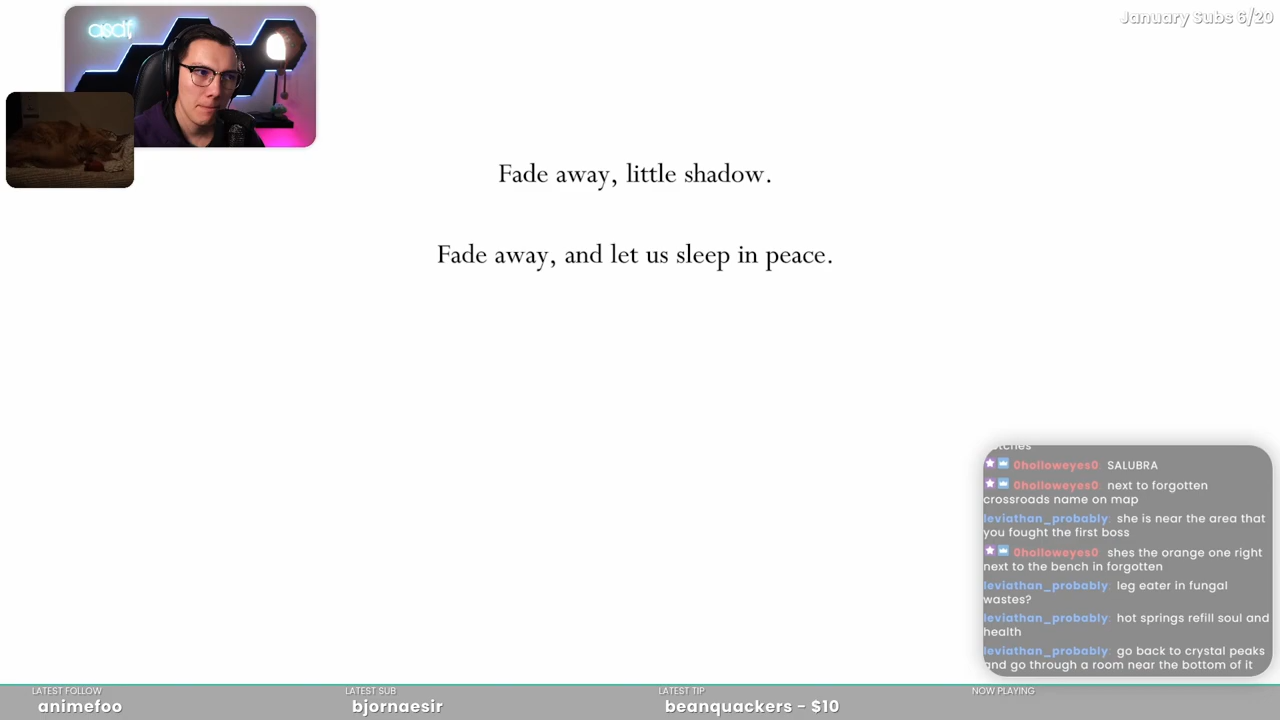 January Subs 6/20
asdf
Fade away, little shadow.
Fade away, and let us sleep in peace.
0holloweyes0: SALUBRA
0holloweyes0: next to forgotten
crossroads name on map
leviathan_probably: she is near the area that
you fought the first boss
0holloweyes0: shes the orange one right
next to the bench in forgotten
leviathan_probably: leg eater in fungal
wastes?
leviathan_probably: hot springs refill soul and
health
leviathan_probably: go back to crystal peaks
and go through a room near the bottom of it
LATEST FOLLOW
animefoo
LATEST SUB
bjornaesir
LATEST TIP
beanquackers - $10
NOW PLAYING